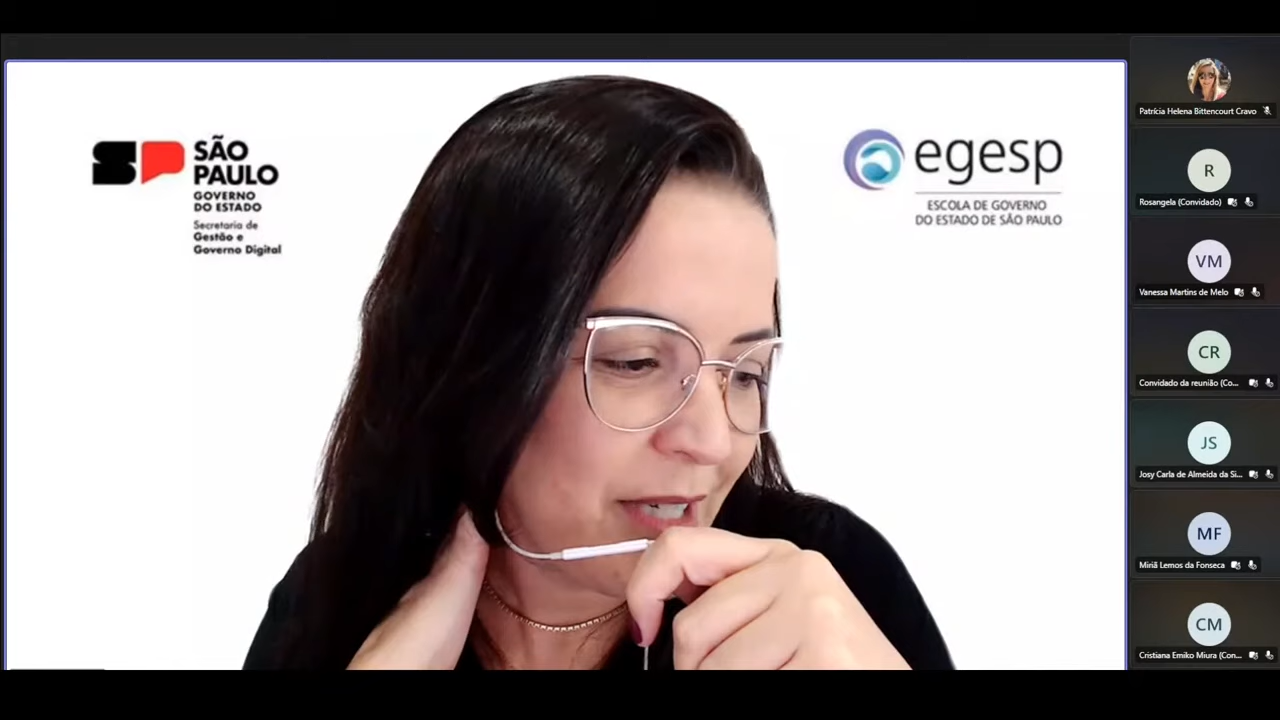 SP
SÃO
PAULO
GOVERNO
DO ESTADO
Secretaria de
Gestão e
Governo Digital
egesp
ESCOLA DE GOVERNO
DO ESTADO DE SÃO PAULO
Patrícia Helena Bittencourt Cravo
R
Rosangela (Convidado)
VM
Vanessa Martins de Melo
CR
Convidado da reunião (Co...
JS
Josy Carla de Almeida da Si...
MF
Miriã Lemos da Fonseca
CM
Cristiana Emiko Miura (Con...